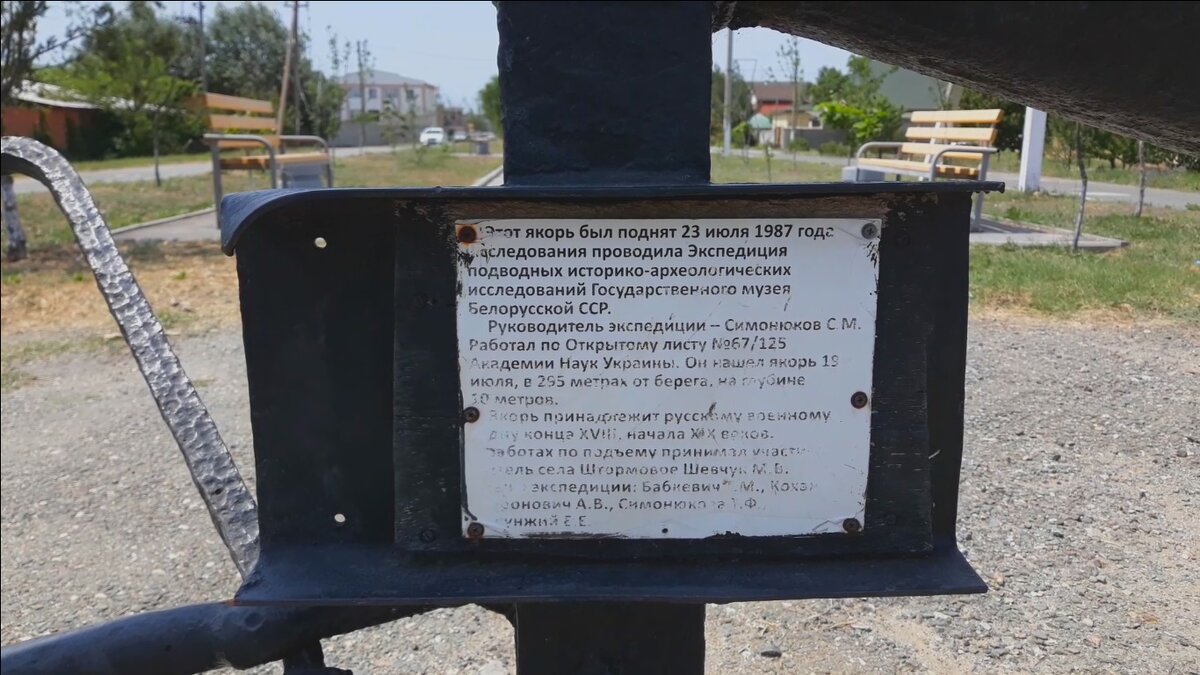 Этот якорь был поднят 23 июля 1987 года
исследования проводила Экспедиция
подводных историко-археологических
исследований Государственного музея
Белорусской ССР.
Руководитель экспедиции – Симонюков С.М.
Работал по Открытому листу №67/125
Академии Наук Украины. Он нашел якорь 19
июля, в 295 метрах от берега, на глубине
10 метров.
Якорь принадлежит русскому военному
конца XVIII, начала XIX веков.
работах по подъему принимал
села Штормовое Шевчук М.В.
экспедиции: Бабкевич
А.В., Симонюкова
Е.Е.